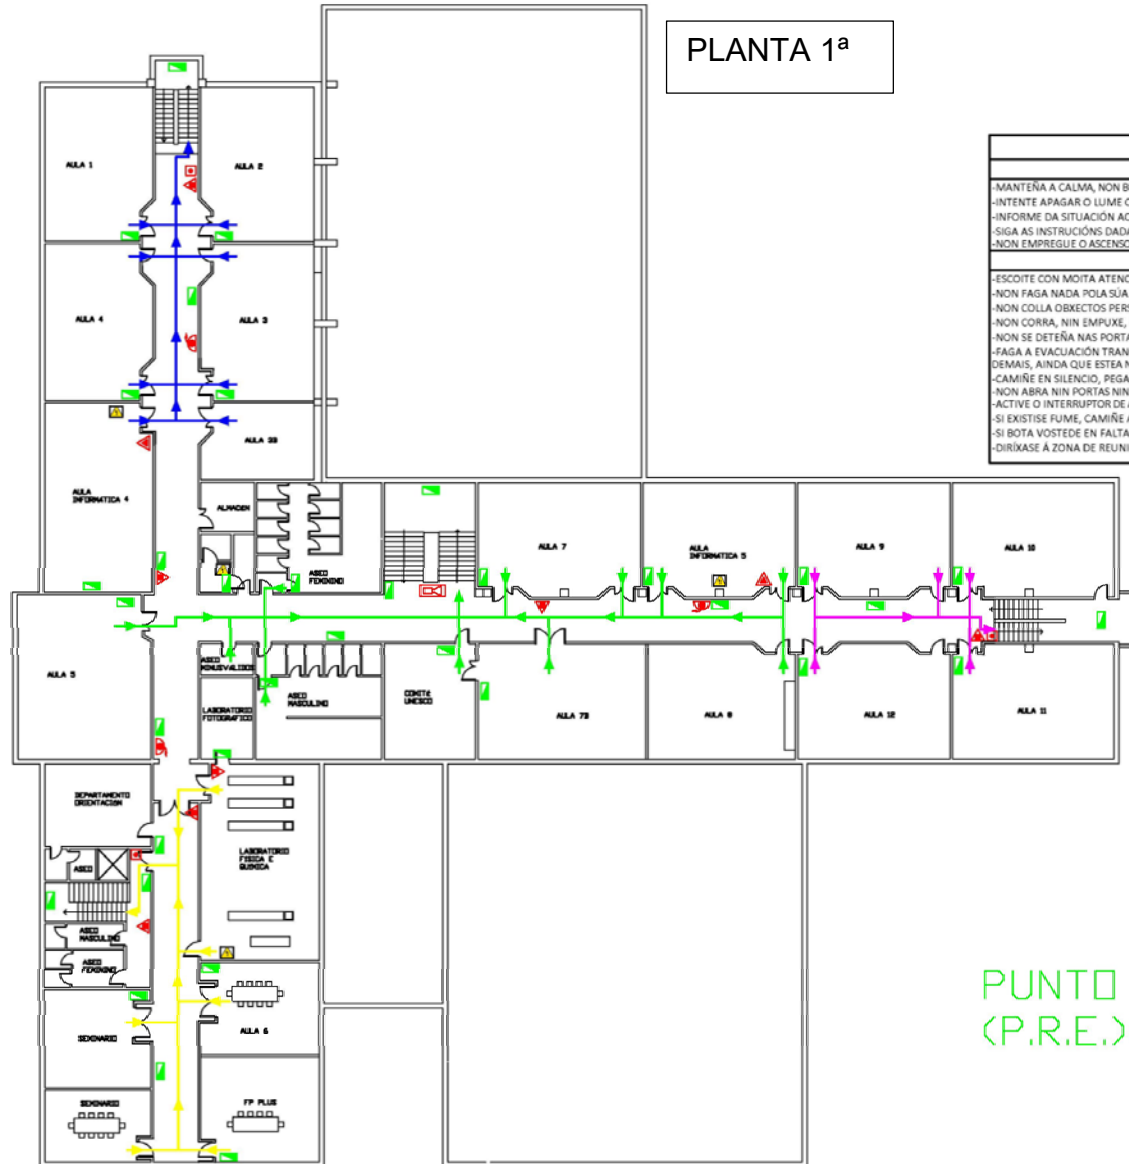 PLANTA 1ª
-MANTEÑA A CALMA, NON B
-INTENTE APAGAR O LUME C
-INFORME DA SITUACIÓN AO
-SIGA AS INSTRUCIÓNS DADA
-NON EMPREGUE O ASCENSO
-ESCOITE CON MOITA ATENC
-NON FAGA NADA POLA SÚA
-NON COLLA OBXECTOS PERS
-NON CORRA, NIN EMPUXE,
-NON SE DETEÑA NAS PORTA
-FAGA A EVACUACIÓN TRAN
DEMAIS, AINDA QUE ESTEA N
-CAMIÑE EN SILENCIO, PEGA
-NON ABRA NIN PORTAS NIN
-ACTIVE O INTERRUPTOR DE A
-SI EXISTISE FUME, CAMIÑE A
-SI BOTA VOSTEDE EN FALTA
-DIRÍXASE Á ZONA DE REUNI
AULA 1
AULA 2
AULA 4
AULA 3
AULA 33
AULA
INFORMATICA 4
ALMACEN
ASEO
FEMININO
AULA 7
AULA
INFORMATICA 5
AULA 9
AULA 10
AULA 5
ASEO
MINUSVALIDOS
LABORATORIO
FOTOGRAFICO
ASEO
MASCULINO
COMITÉ
UNESCO
AULA 73
AULA 8
AULA 12
AULA 11
DEPARTAMENTO
ORIENTACION
ASEO
LABORATORIO
FISICA E
QUIMICA
ASEO
MASCULINO
ASEO
FEMININO
SEMINARIO
AULA 6
SEMINARIO
FP PLUS
PUNTO
(P.R.E.)